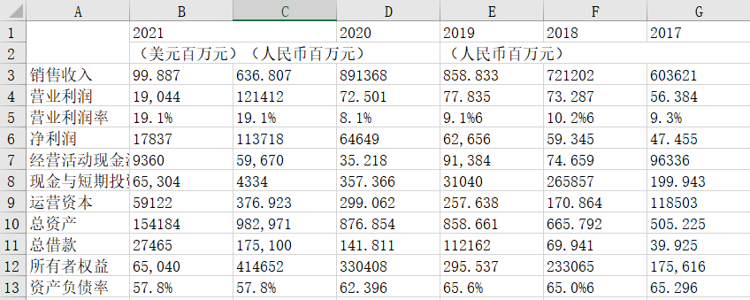 A B C D E F G
1 2021 2020 2019 2018 2017
2 （美元百万元）（人民币百万元） （人民币百万元）
3 销售收入 99.887 636.807 891368 858.833 721202 603621
4 营业利润 19,044 121412 72.501 77.835 73.287 56.384
5 营业利润率 19.1% 19.1% 8.1% 9.1%6 10.2%6 9.3%
6 净利润 17837 113718 64649 62,656 59.345 47.455
7 经营活动现金 9360 59,670 35.218 91,384 74.659 96336
8 现金与短期投 65,304 4334 357.366 31040 265857 199.943
9 运营资本 59122 376.923 299.062 257.638 170.864 118503
10 总资产 154184 982,971 876.854 858.661 665.792 505.225
11 总借款 27465 175,100 141.811 112162 69.941 39.925
12 所有者权益 65,040 414652 330408 295.537 233065 175,616
13 资产负债率 57.8% 57.8% 62.396 65.6% 65.0%6 65.296